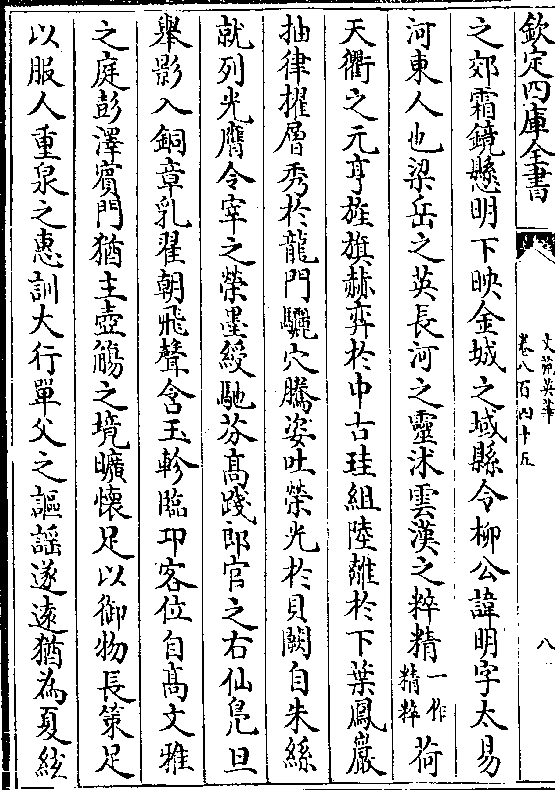 欽定四庫全書
文苑英華
卷八百四十五
八
之郊霜鏡懸明下映金城之域縣令柳公諱明字太易
河東人也梁岳之英長河之靈沭雲漢之粹精一作精粹荷
天衢之元亨旌旗赫弈於中古珪組陸離於下葉鳳巖
抽律擢層秀於龍門驪穴騰姿吐榮光於貝闕自朱絲
就列光膺令宰之榮墨綬馳芬高踐郎官之右仙鳧旦
舉影入銅章乳翟朝飛聲含玉軫臨邛客位自高文雅
之庭彭澤賓門猶主壺觴之境曠懷足以御物長策足
以服人重泉之惠訓大行單父之謳謠遂遠猶為夏絃